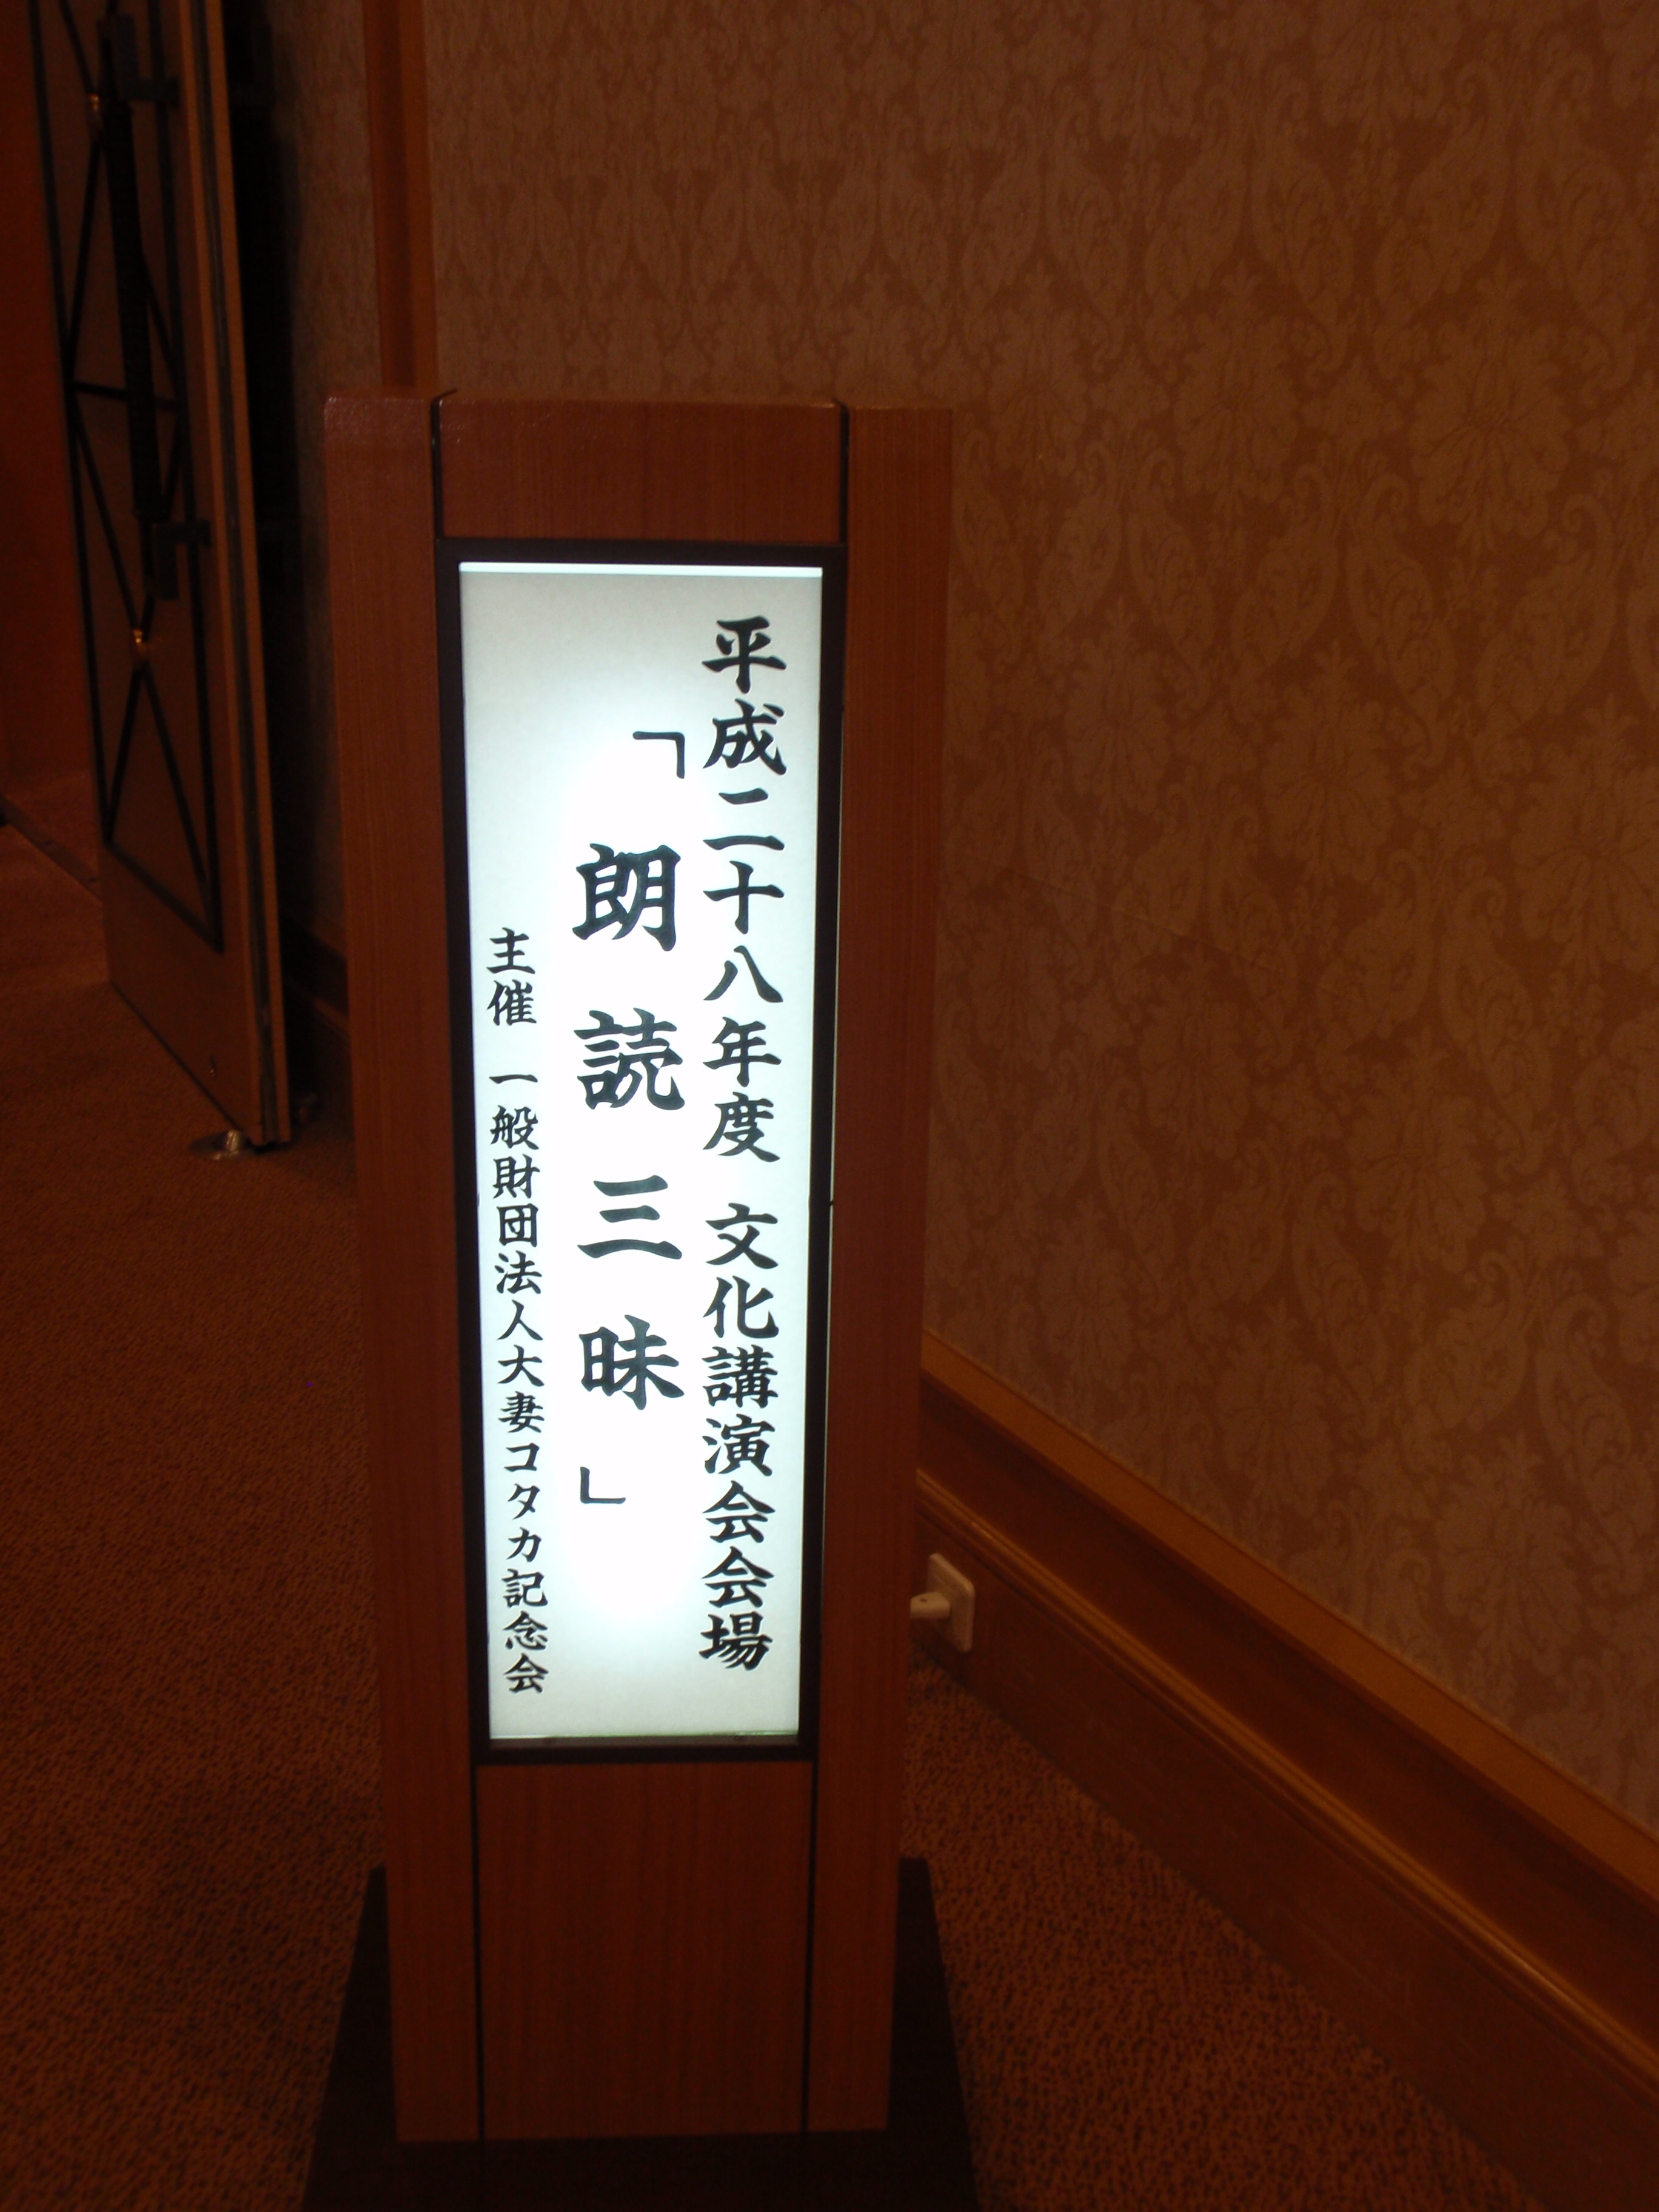 平成二十八年度 文化講演会会場
「朗読三昧」
主催 一般財団法人大妻コタカ記念会